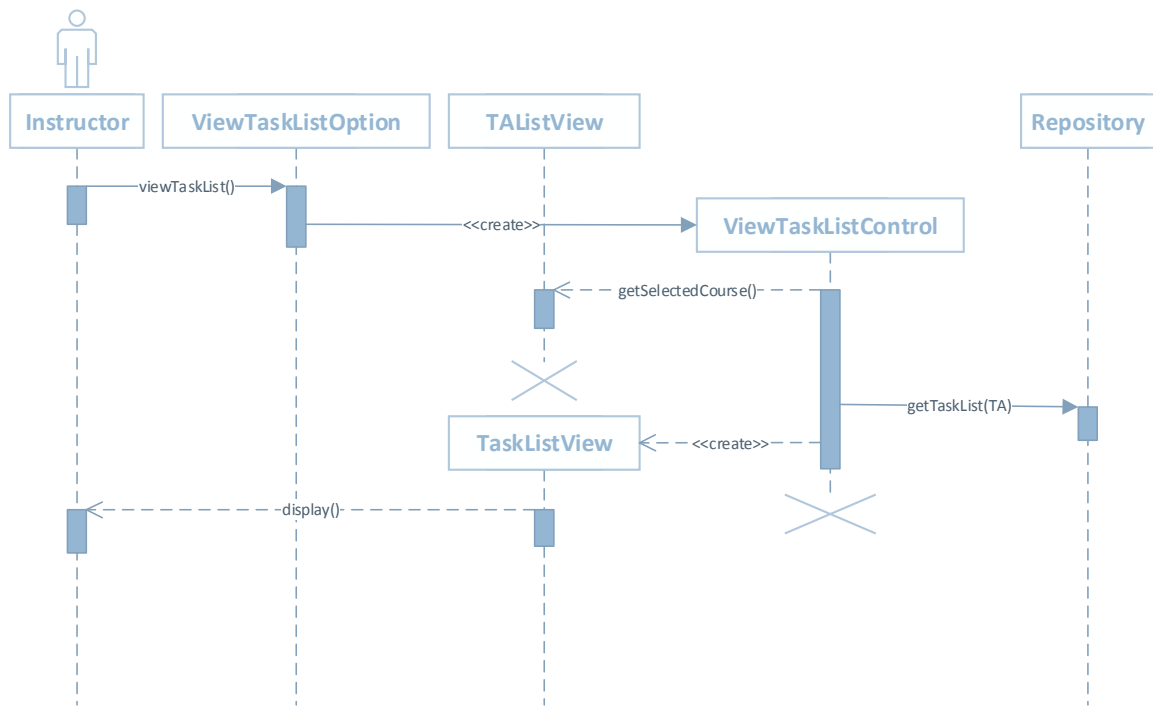 Instructor
ViewTaskListOption
TAListView
Repository
viewTaskList()
<<create>>
ViewTaskListControl
getSelectedCourse()
getTaskList(TA)
TaskListView
<<create>>
display()